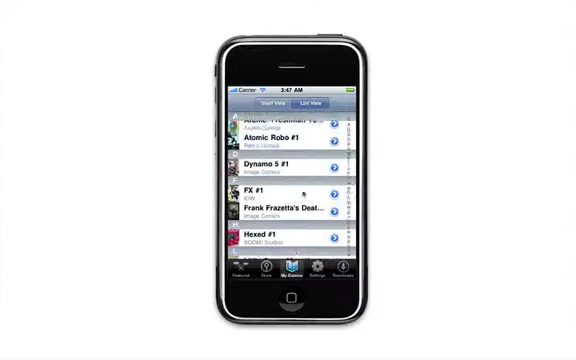 Carrier 3:47 AM
Short View List View
A
Atomic Robo #1
D
Dynamo 5 #1
Image Comics
F
FX #1
IDW
Frank Frazetta's Deat...
Image Comics
H
Hexed #1
BOOM! Studios
L
Featured Store My Comics Settings Downloads